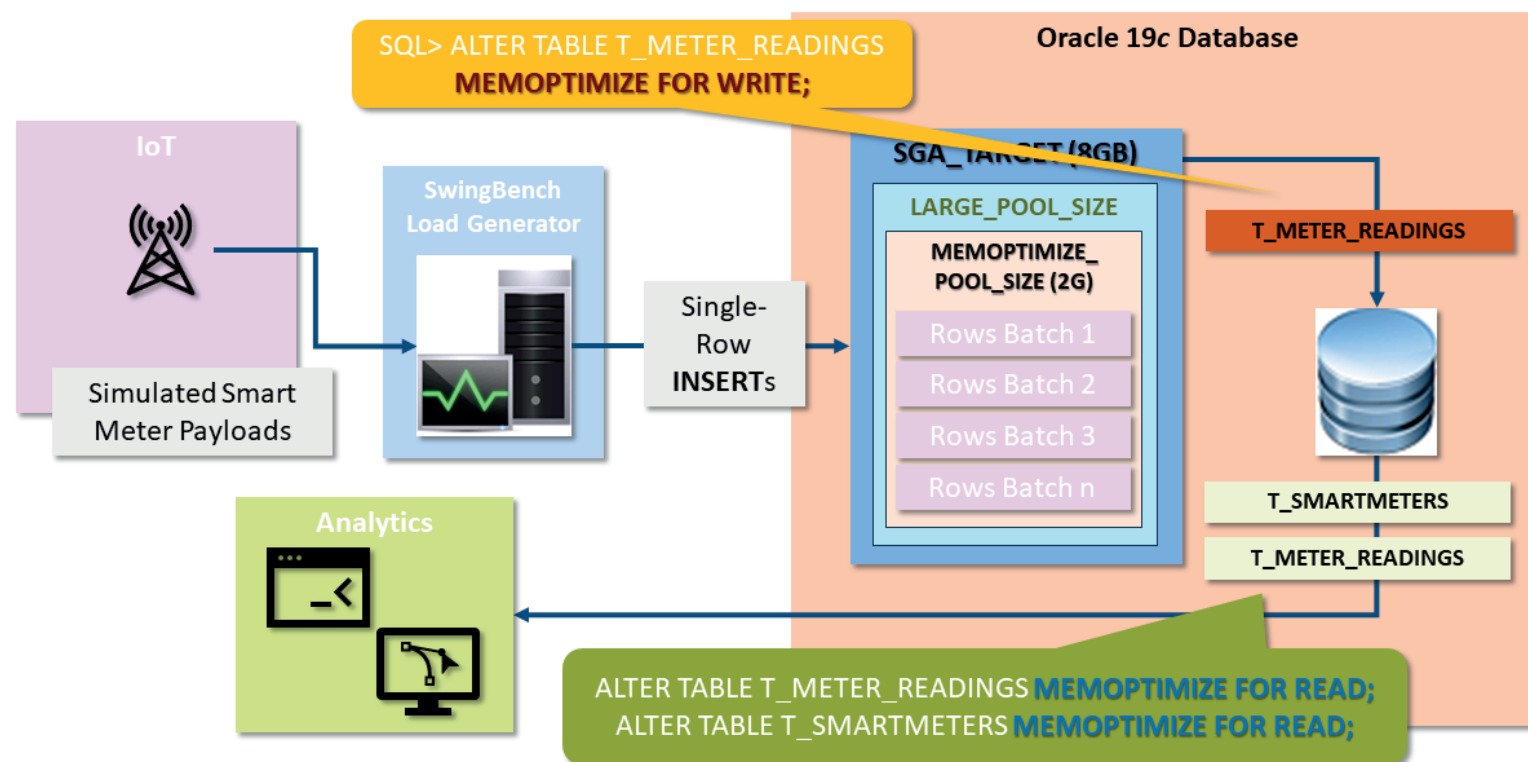 SQL> ALTER TABLE T_METER_READINGS
MEMOPTIMIZE FOR WRITE;
Oracle 19c Database
IoT
Simulated Smart
Meter Payloads
SwingBench
Load Generator
Single-
Row
INSERTs
SGA_TARGET (8GB)
LARGE_POOL_SIZE
MEMOPTIMIZE_
POOL_SIZE (2G)
Rows Batch 1
Rows Batch 2
Rows Batch 3
Rows Batch n
T_METER_READINGS
T_SMARTMETERS
T_METER_READINGS
Analytics
ALTER TABLE T_METER_READINGS MEMOPTIMIZE FOR READ;
ALTER TABLE T_SMARTMETERS MEMOPTIMIZE FOR READ;